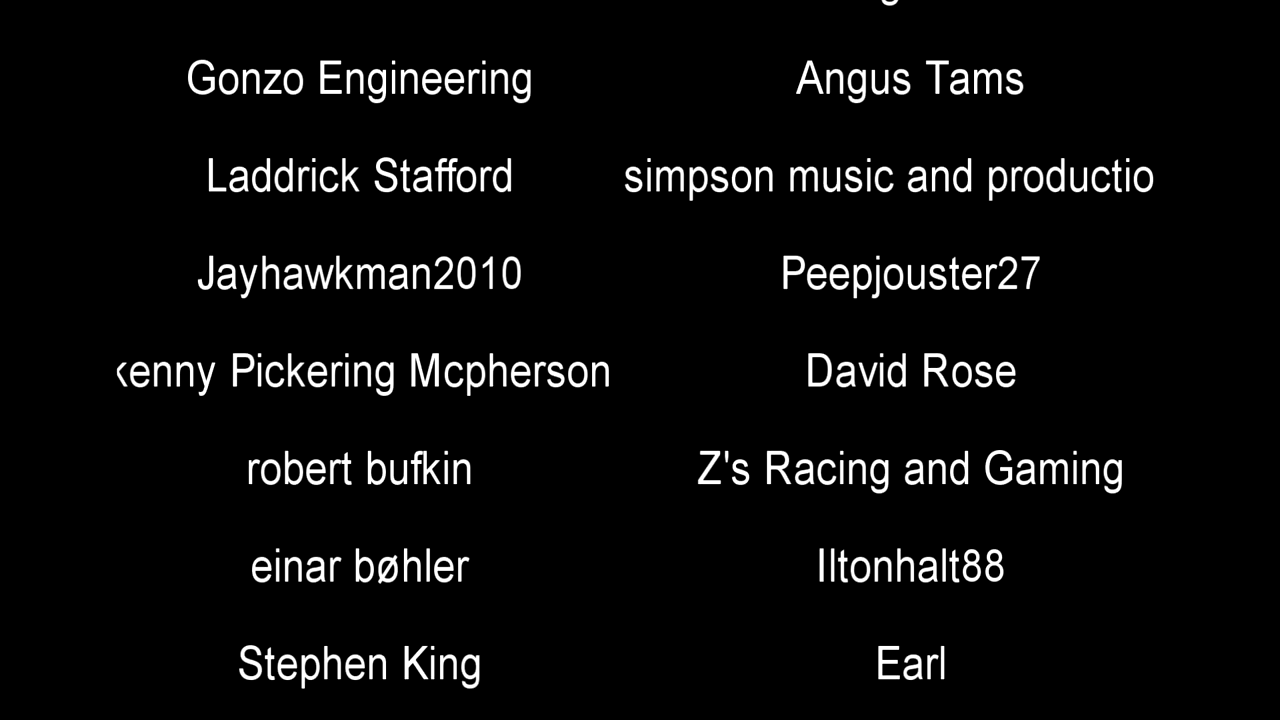 Gonzo Engineering Angus Tams
Laddrick Stafford simpson music and productio
Jayhawkman2010 Peepjouster27
kenny Pickering Mcpherson David Rose
robert bufkin Z's Racing and Gaming
einar bøhler Iltonhalt88
Stephen King Earl